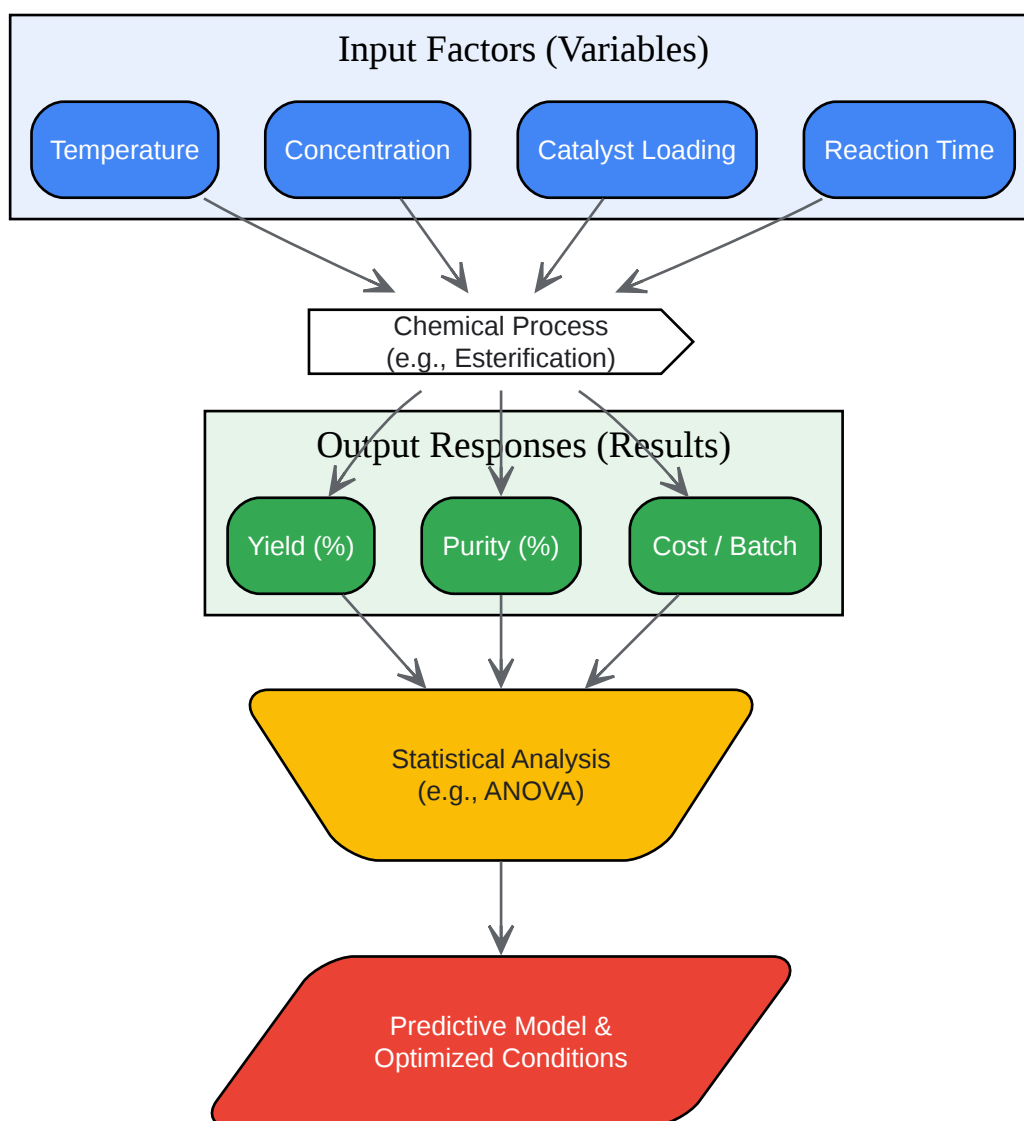 Input Factors (Variables)
Temperature
Concentration
Catalyst Loading
Reaction Time
Chemical Process
(e.g., Esterification)
Output Responses (Results)
Yield (%)
Purity (%)
Cost / Batch
Statistical Analysis
(e.g., ANOVA)
Predictive Model &
Optimized Conditions